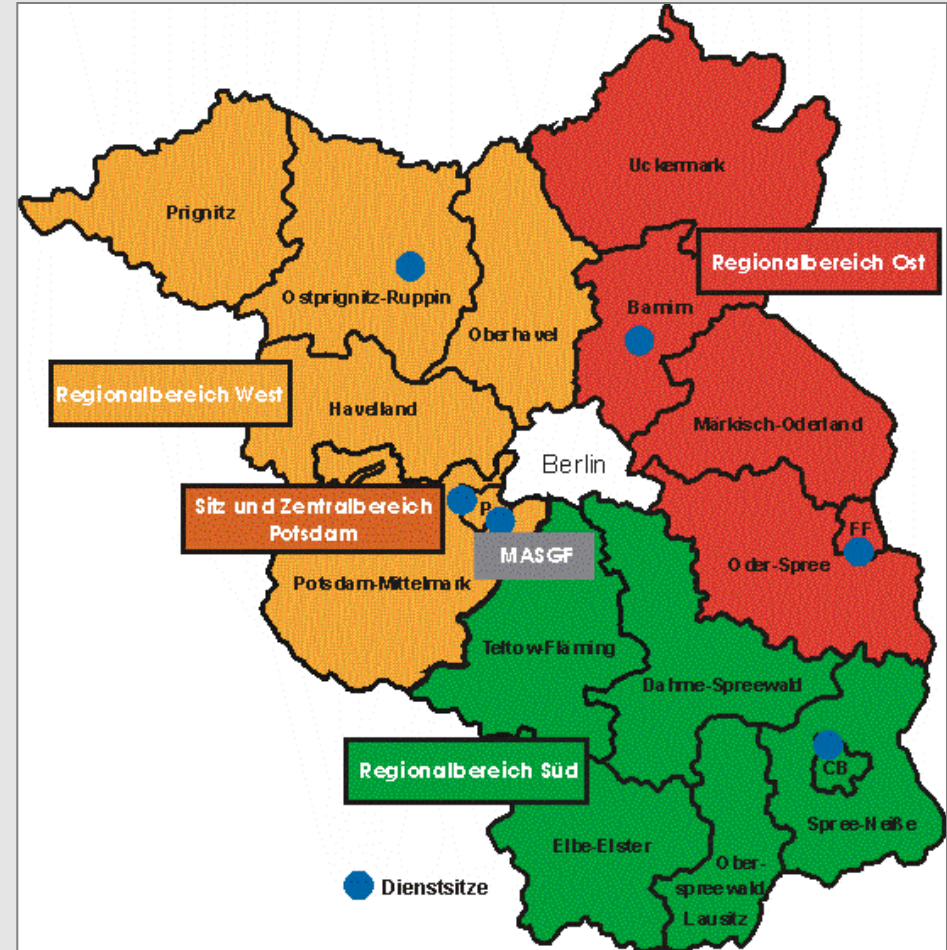 Uckermark
Prignitz
Regionalbereich Ost
Ostprignitz-Ruppin
Barnim
Oberhavel
Regionalbereich West
Havelland
Märkisch-Oderland
Berlin
Sitz und Zentralbereich
Potsdam
P
FF
MASGF
Oder-Spree
Potsdam-Mittelmark
Teltow-Fläming
Dahme-Spreewald
Regionalbereich Süd
CB
Spree-Neiße
Elbe-Elster
Ober-
spreewald
Lausitz
Dienstsitze